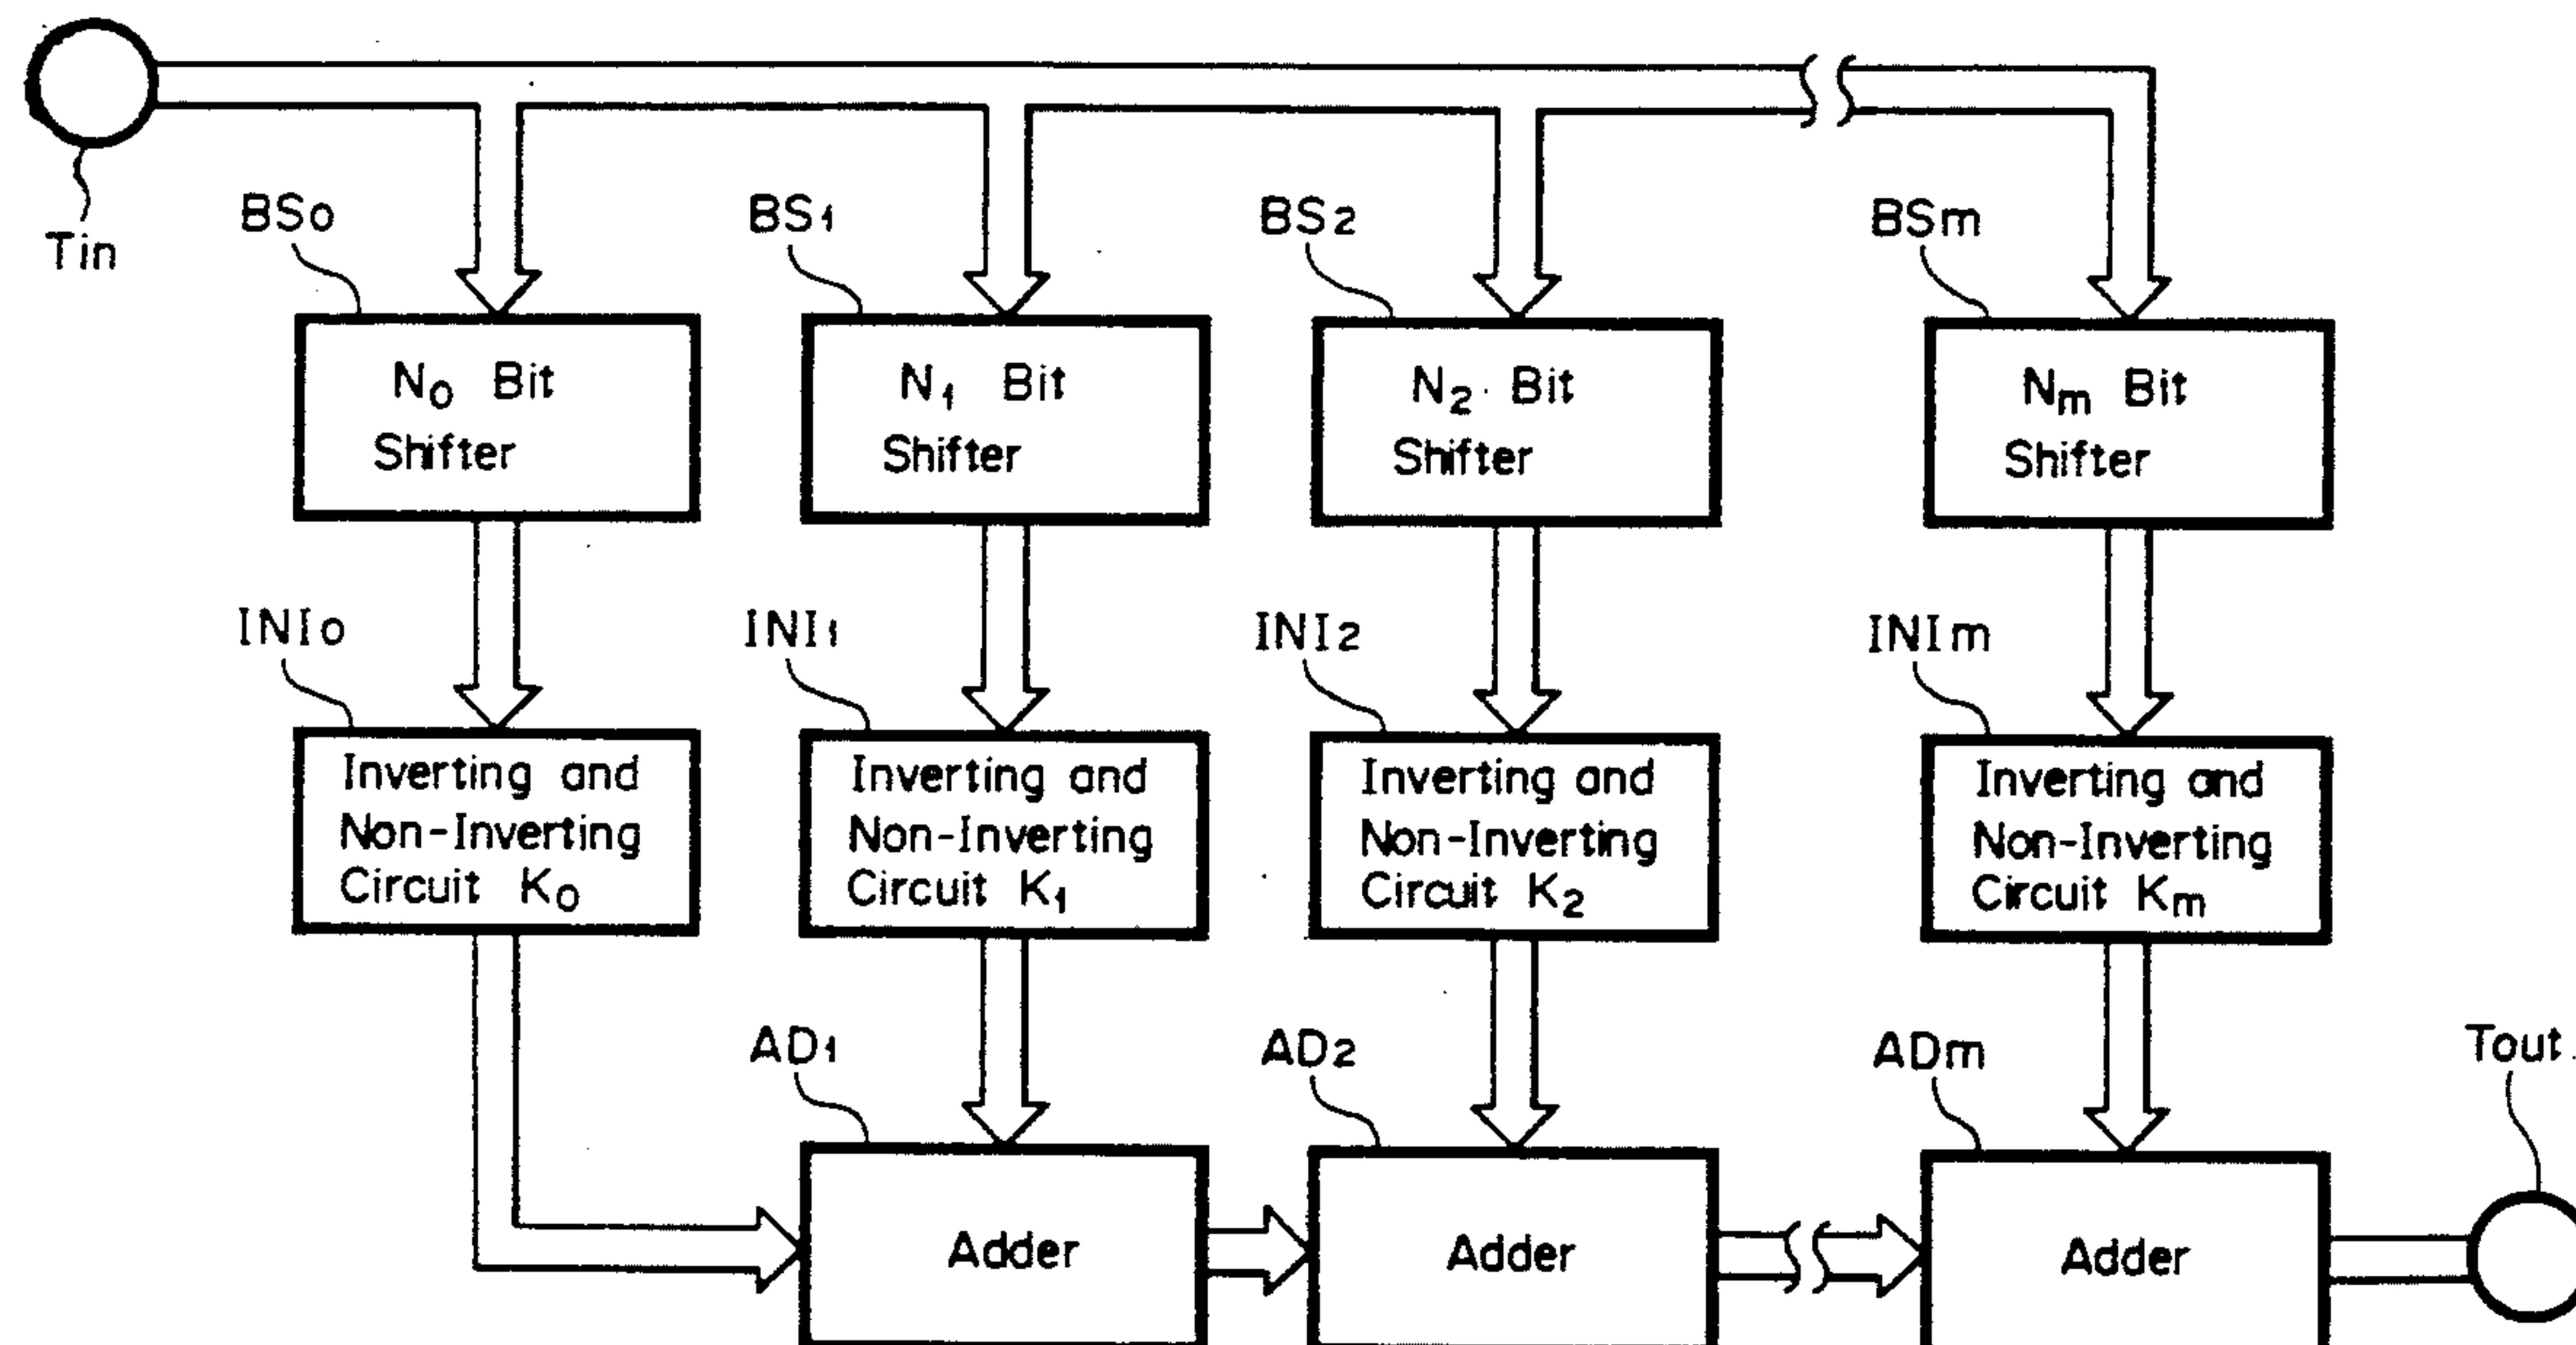 Tin
BS0
BS1
BS2
BSm
N0 Bit
Shifter
N1 Bit
Shifter
N2 Bit
Shifter
Nm Bit
Shifter
INI0
INI1
INI2
INIm
Inverting and
Non-Inverting
Circuit K0
Inverting and
Non-Inverting
Circuit K1
Inverting and
Non-Inverting
Circuit K2
Inverting and
Non-Inverting
Circuit Km
AD1
AD2
ADm
Tout
Adder
Adder
Adder